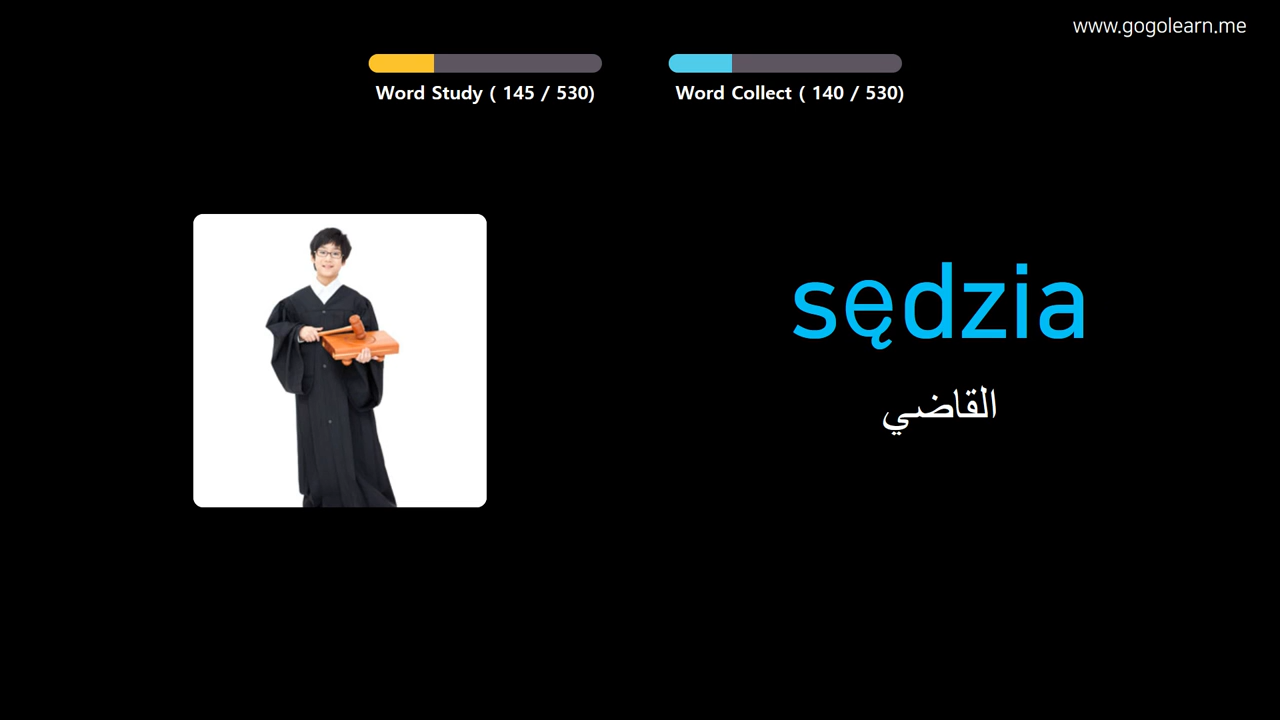 www.gogolearn.me
Word Study ( 145 / 530)
Word Collect ( 140 / 530)
sędzia
القاضي